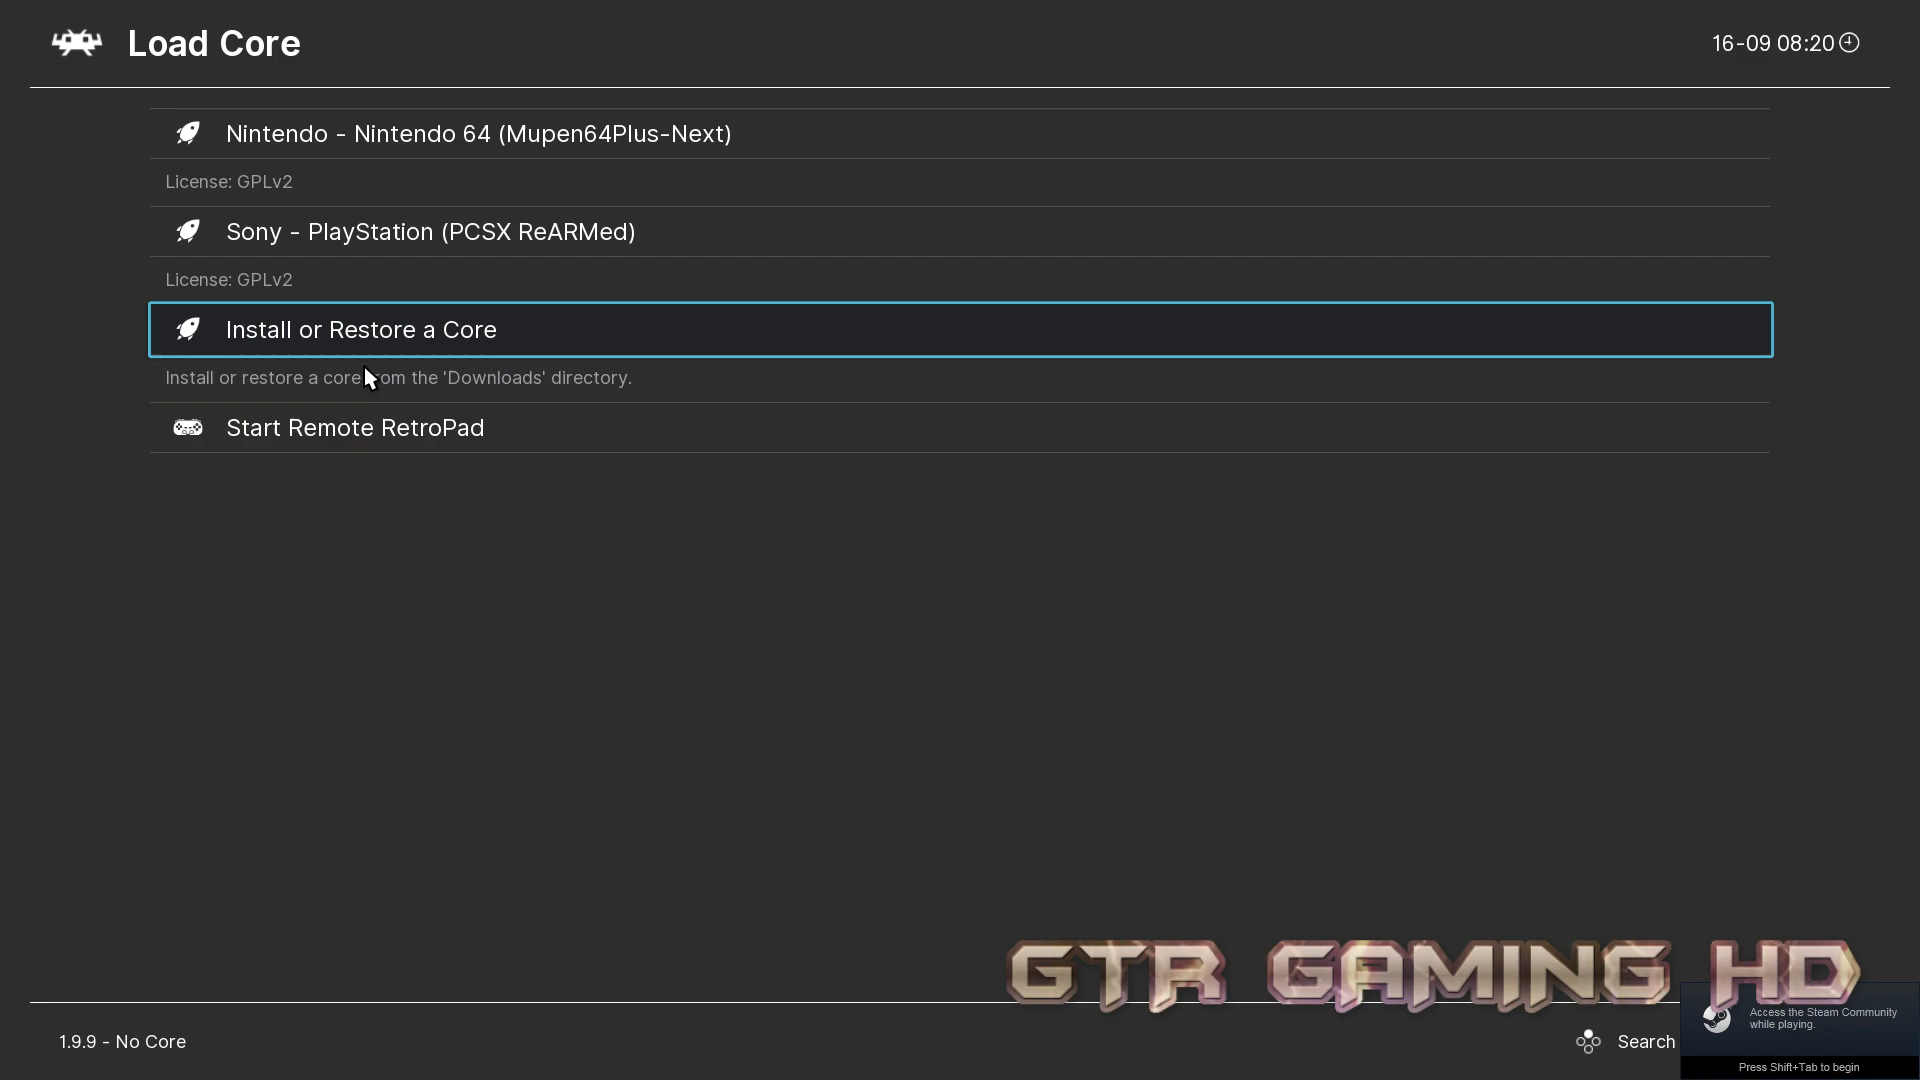 Load Core
16-09 08:20
Nintendo - Nintendo 64 (Mupen64Plus-Next)
License: GPLv2
Sony - PlayStation (PCSX ReARMed)
License: GPLv2
Install or Restore a Core
Install or restore a core from the 'Downloads' directory.
Start Remote RetroPad
GTR GAMING HD
Access the Steam Community
while playing.
1.9.9 - No Core
Search
Press Shift+Tab to begin